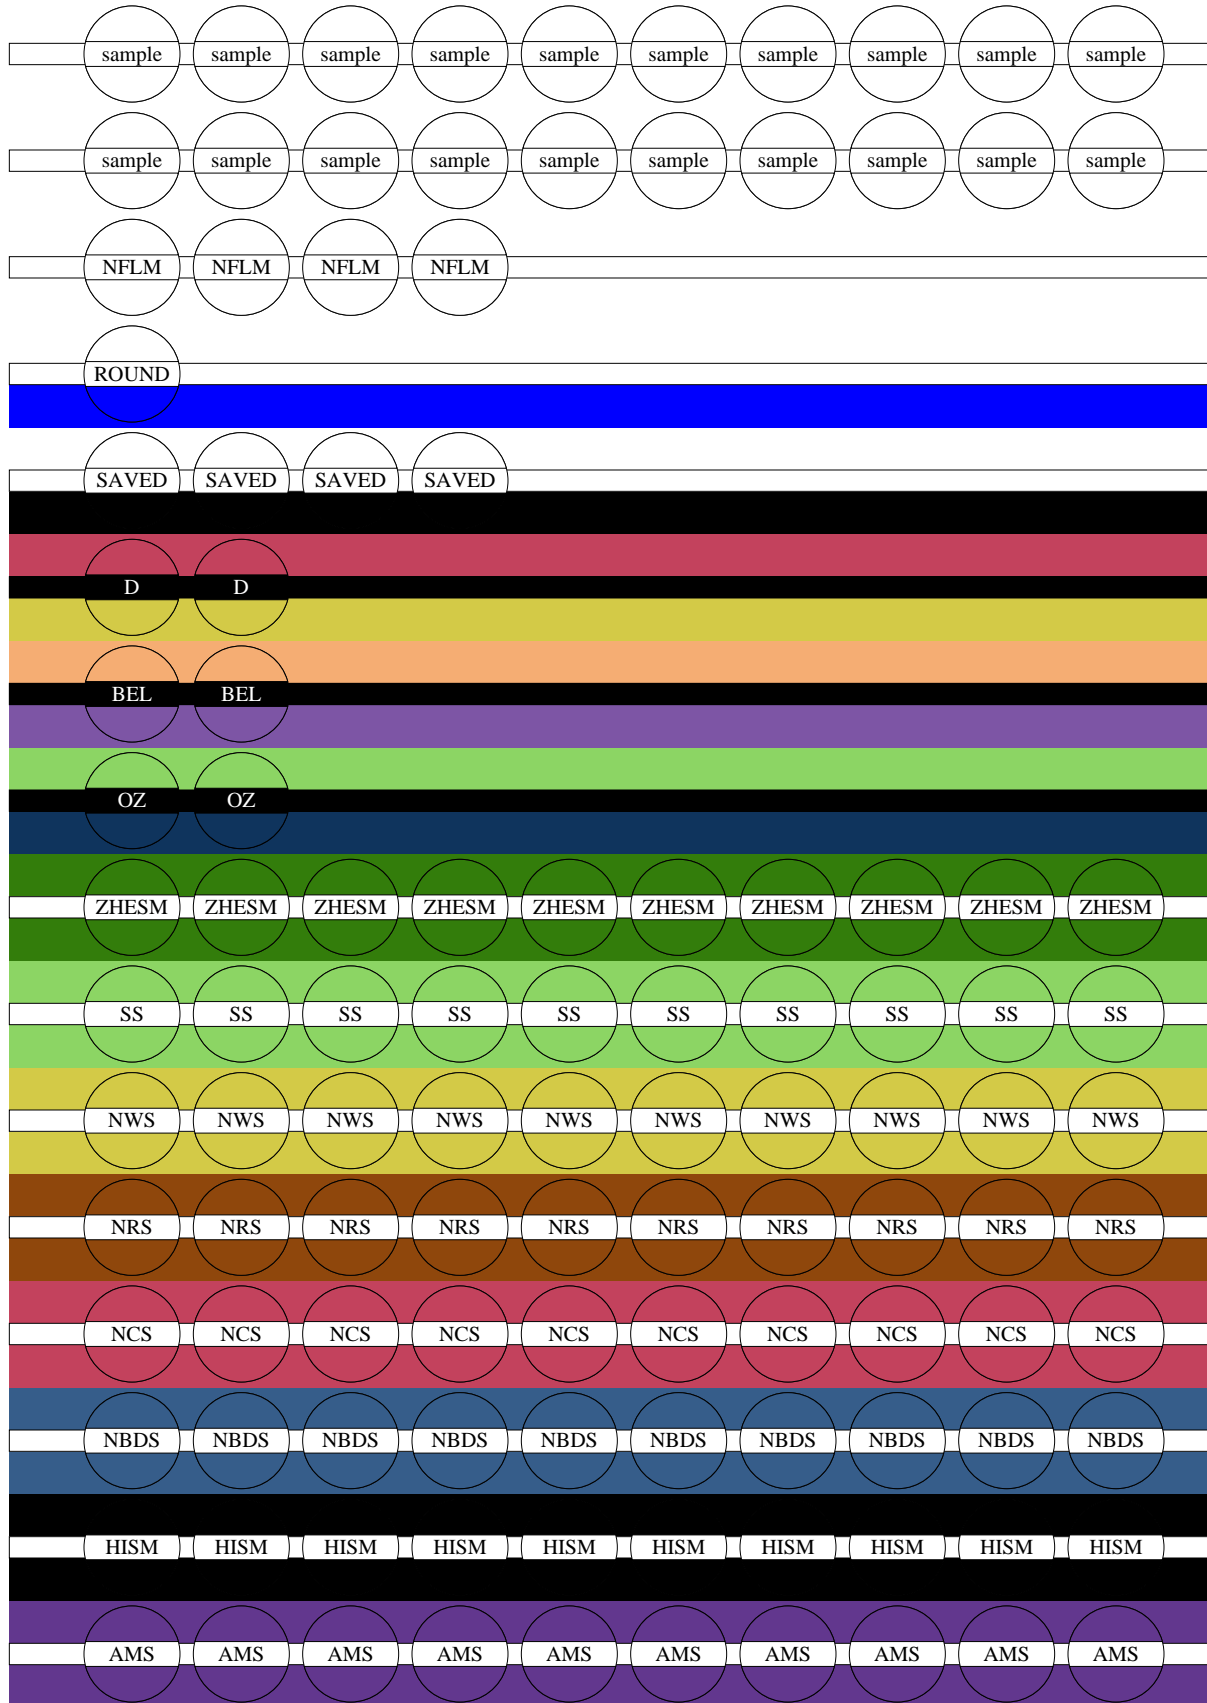 sample sample sample sample sample sample sample sample sample sample
sample sample sample sample sample sample sample sample sample sample
NFLM NFLM NFLM NFLM
ROUND
SAVED SAVED SAVED SAVED
D D
BEL BEL
OZ OZ
ZHESM ZHESM ZHESM ZHESM ZHESM ZHESM ZHESM ZHESM ZHESM ZHESM
SS SS SS SS SS SS SS SS SS SS
NWS NWS NWS NWS NWS NWS NWS NWS NWS NWS
NRS NRS NRS NRS NRS NRS NRS NRS NRS NRS
NCS NCS NCS NCS NCS NCS NCS NCS NCS NCS
NBDS NBDS NBDS NBDS NBDS NBDS NBDS NBDS NBDS NBDS
HISM HISM HISM HISM HISM HISM HISM HISM HISM HISM
AMS AMS AMS AMS AMS AMS AMS AMS AMS AMS